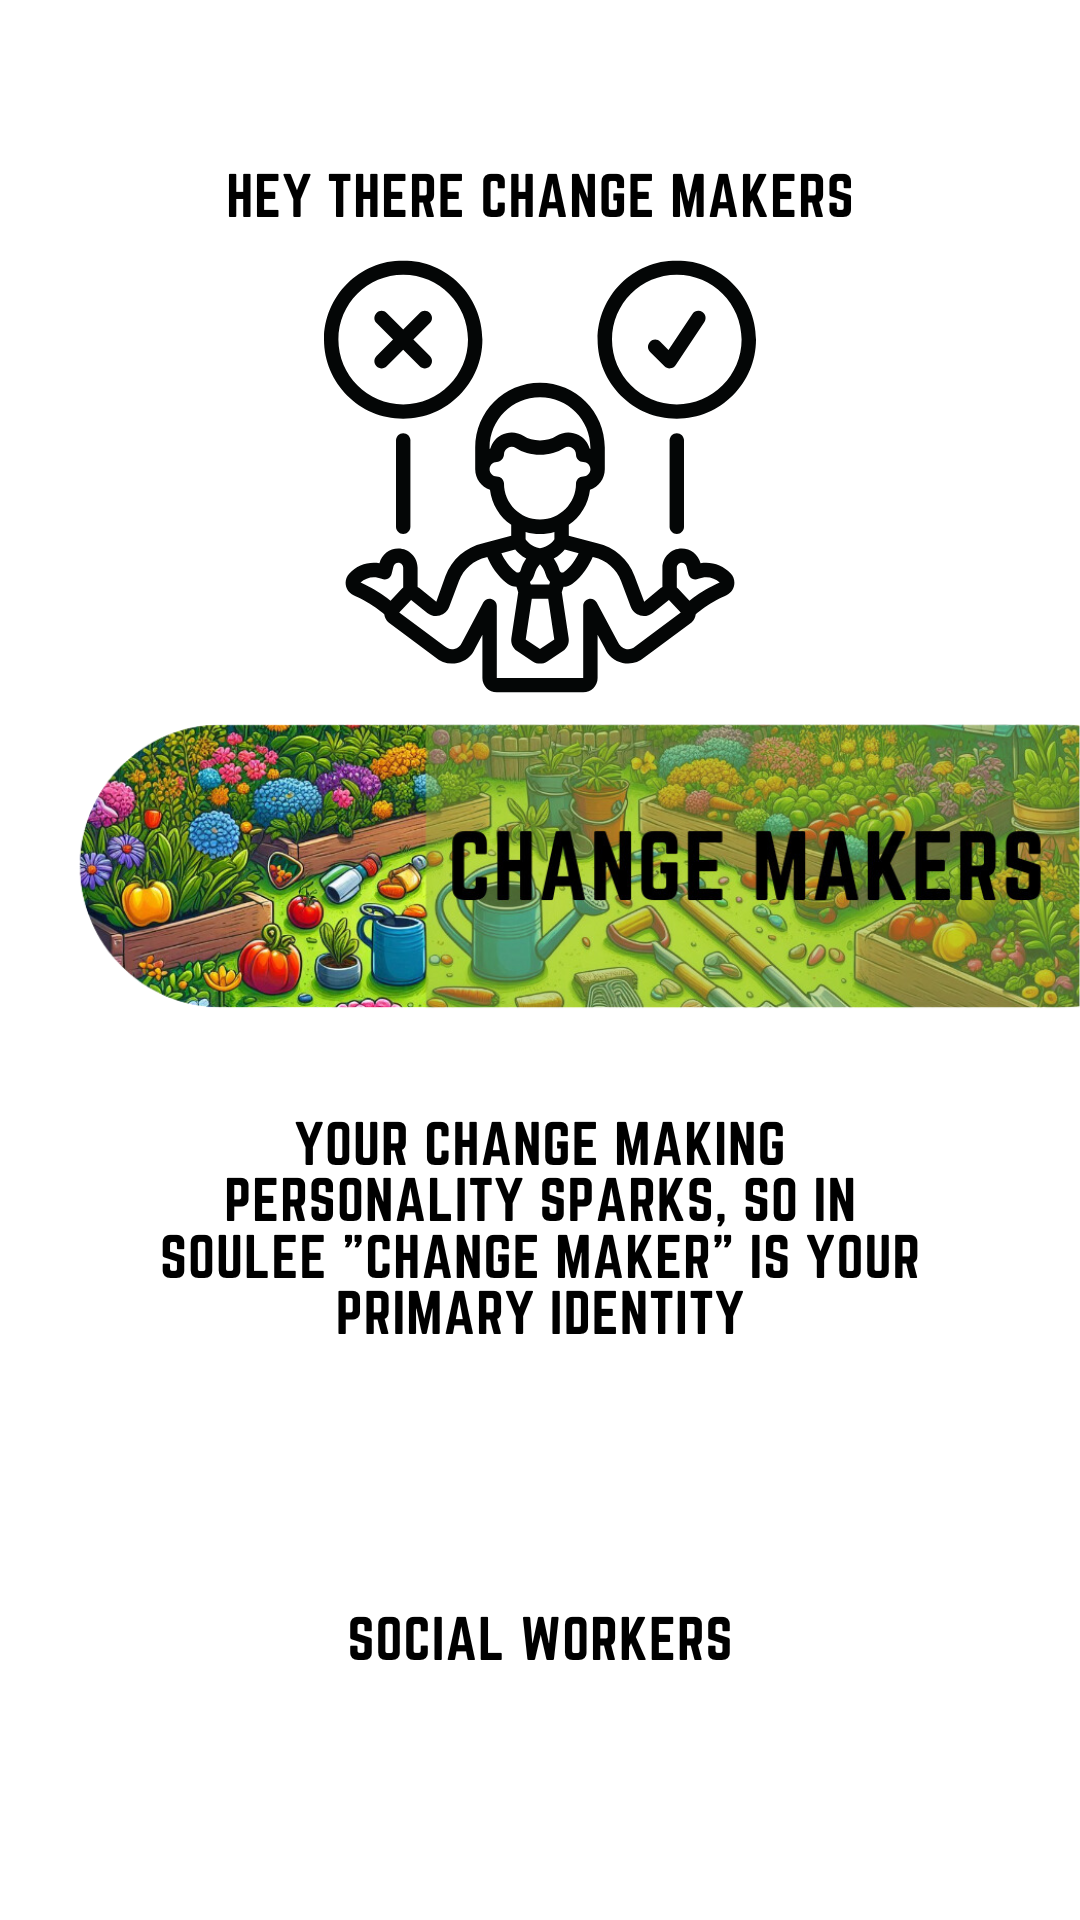 HEY THERE CHANGE MAKERS
CHANGE MAKERS
YOUR CHANGE MAKING
PERSONALITY SPARKS, SO IN
SOULEE "CHANGE MAKER" IS YOUR
PRIMARY IDENTITY
SOCIAL WORKERS